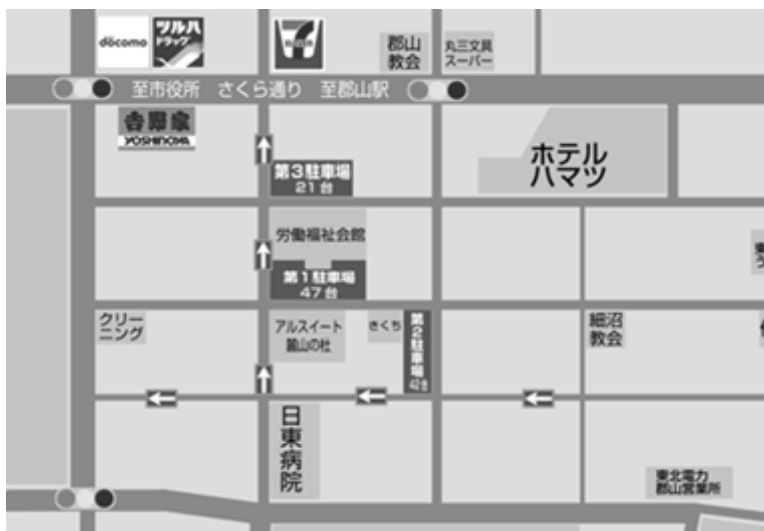 döcomo
ツルハ
ドラッグ
郡山
教会
丸三文具
スーパー
至市役所 さくら通り 至郡山駅
吉野家
YOSHINOYA
第3駐車場
21台
ホテル
ハマツ
労働福祉会館
第1駐車場
47台
クリー
ニング
アルスイート
麓山の杜
きくち
第2駐車場
42台
細沼
教会
日東病院
東北電力
郡山営業所